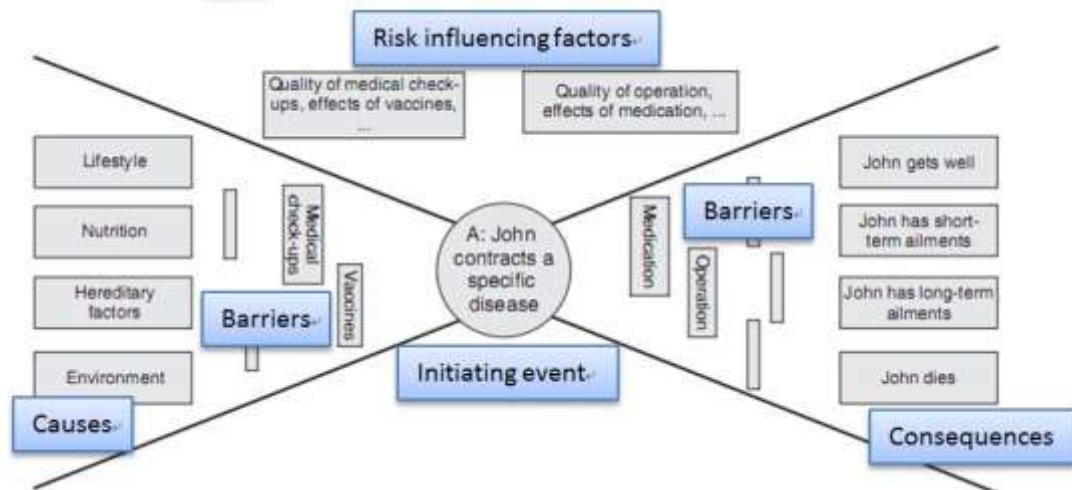 Risk influencing factors
Quality of medical check-
ups, effects of vaccines,
...
Quality of operation,
effects of medication, ...
Lifestyle
Nutrition
Hereditary
factors
Environment
Causes
Medical
check-ups
Vaccines
Barriers
A: John
contracts a
specific
disease
Initiating event
Medication
Operation
Barriers
John gets well
John has short-
term ailments
John has long-term
ailments
John dies
Consequences